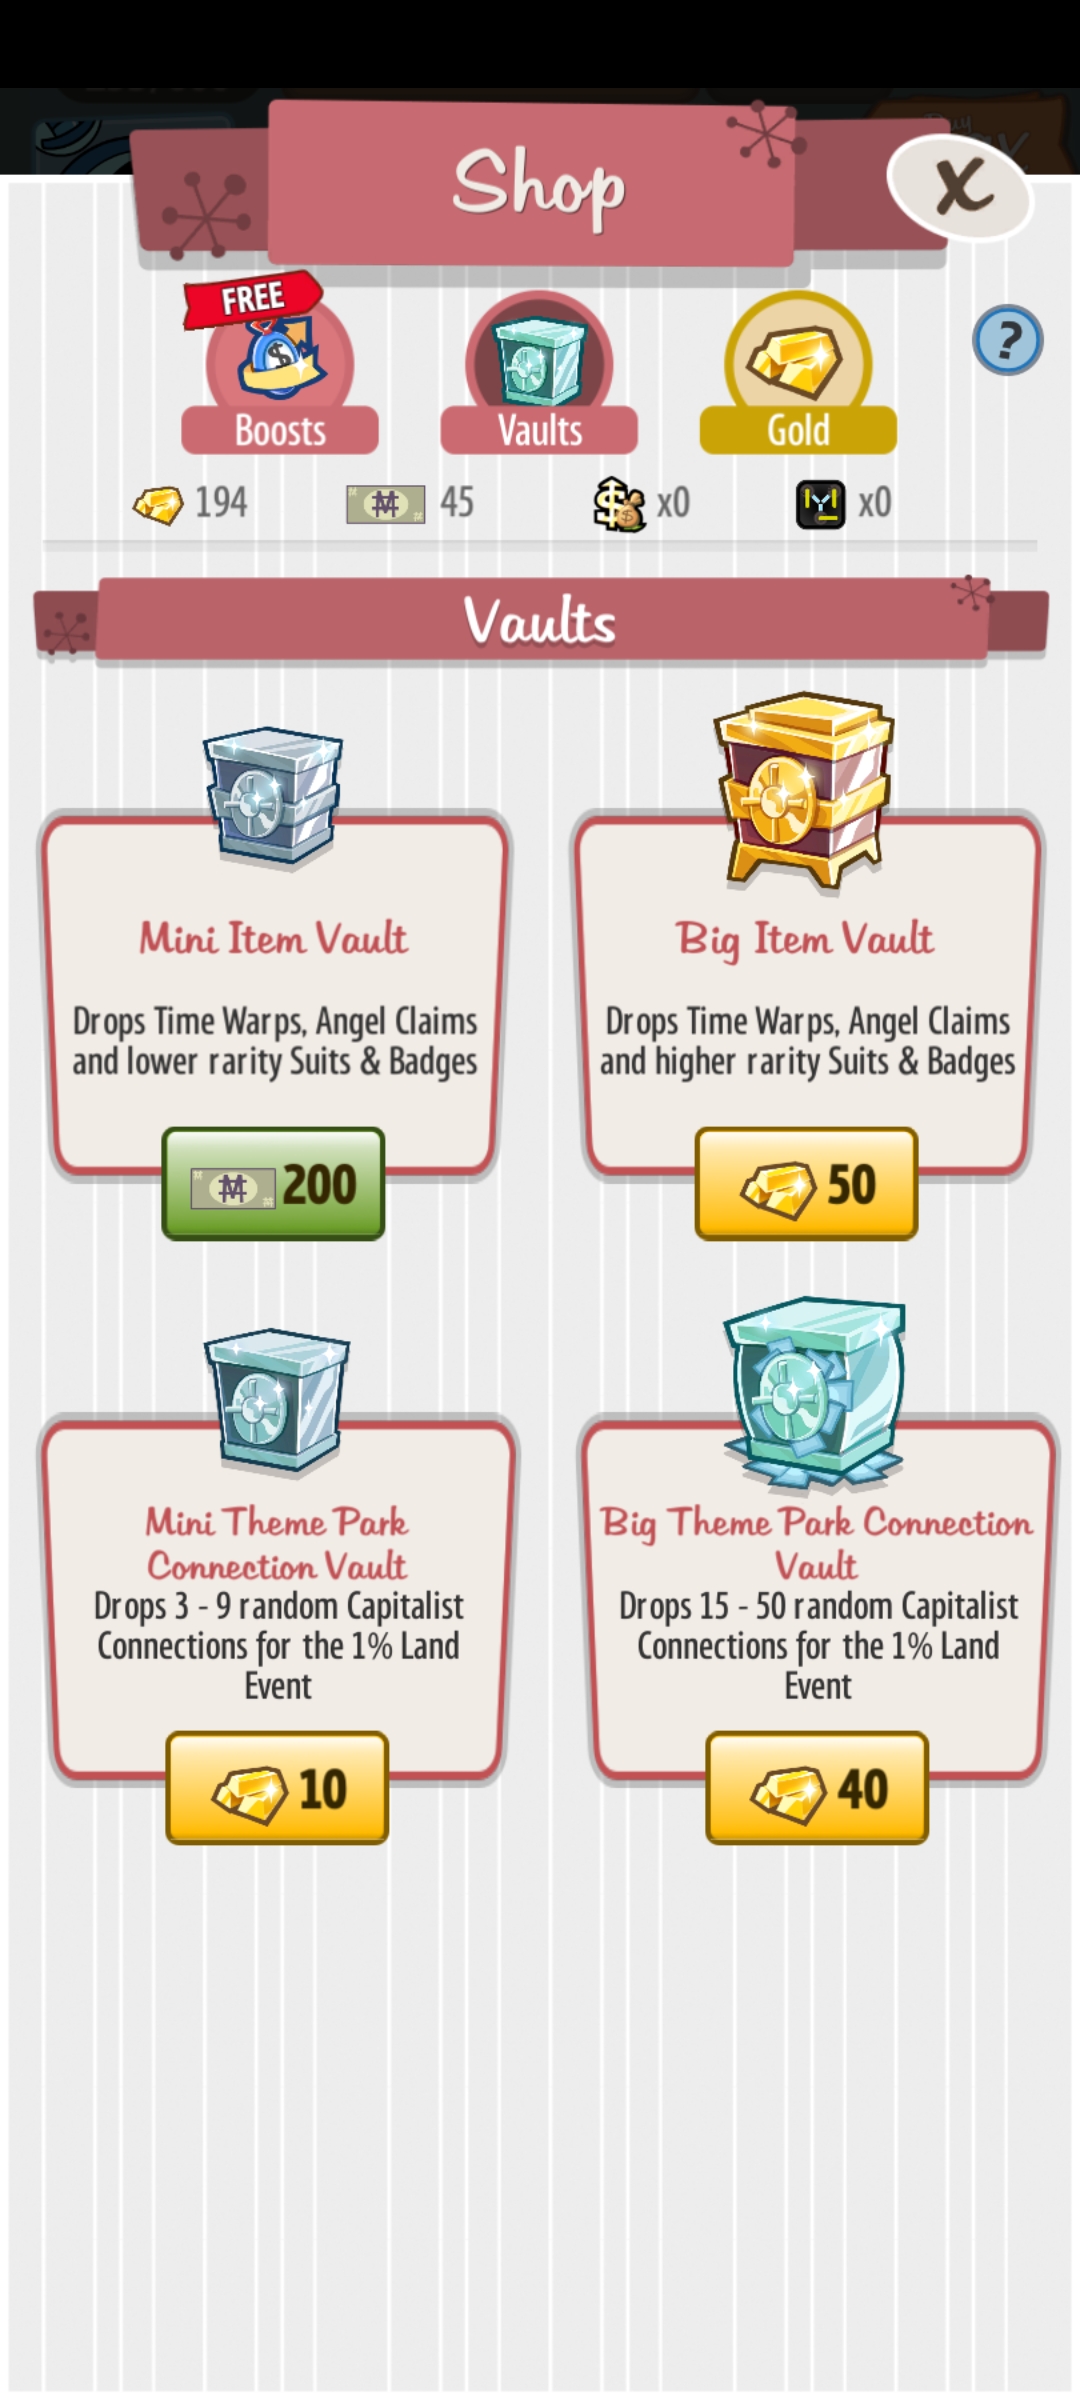 Shop
X
FREE
Boosts
Vaults
Gold
?
194
45
x0
x0
Vaults
Mini Item Vault
Drops Time Warps, Angel Claims
and lower rarity Suits & Badges
200
Big Item Vault
Drops Time Warps, Angel Claims
and higher rarity Suits & Badges
50
Mini Theme Park
Connection Vault
Drops 3 - 9 random Capitalist
Connections for the 1% Land
Event
10
Big Theme Park Connection
Vault
Drops 15 - 50 random Capitalist
Connections for the 1% Land
Event
40